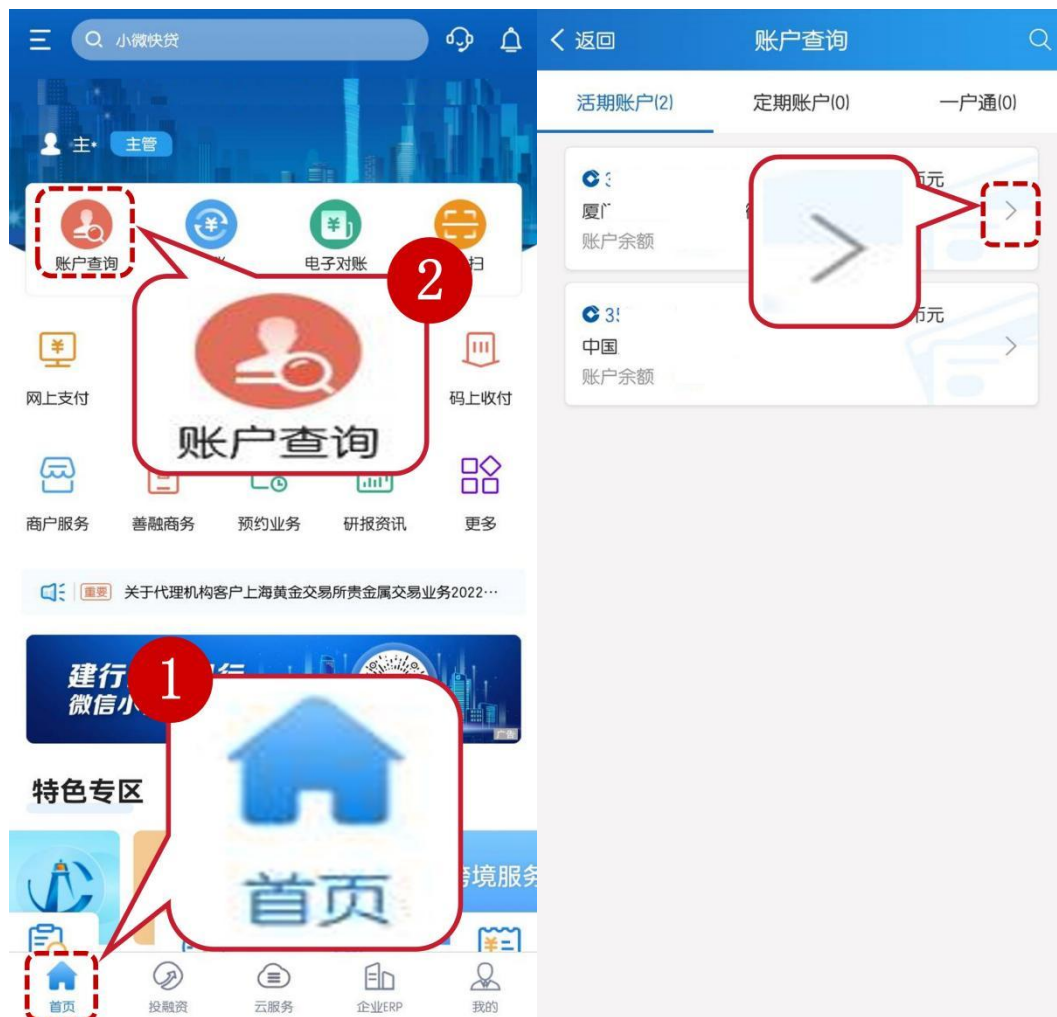 小微快贷
主*
主管
账户查询
电子对账
扫
2
账户查询
网上支付
码上收付
商户服务
善融商务
预约业务
研报资讯
更多
重要
关于代理机构客户上海黄金交易所贵金属交易业务2022…
建行
行
微信小
广告
1
特色专区
首页
跨境服务
首页
投融资
云服务
企业ERP
我的
返回
账户查询
活期账户(2)
定期账户(0)
一户通(0)
元
厦门
账户余额
35
币元
中国
账户余额